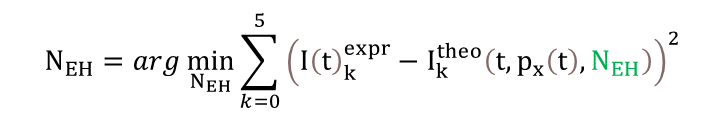 N_EH = arg min_{N_EH} ∑_{k=0}^{5} (I(t)_k^{expr} − I_k^{theo}(t, p_x(t), N_EH))^2